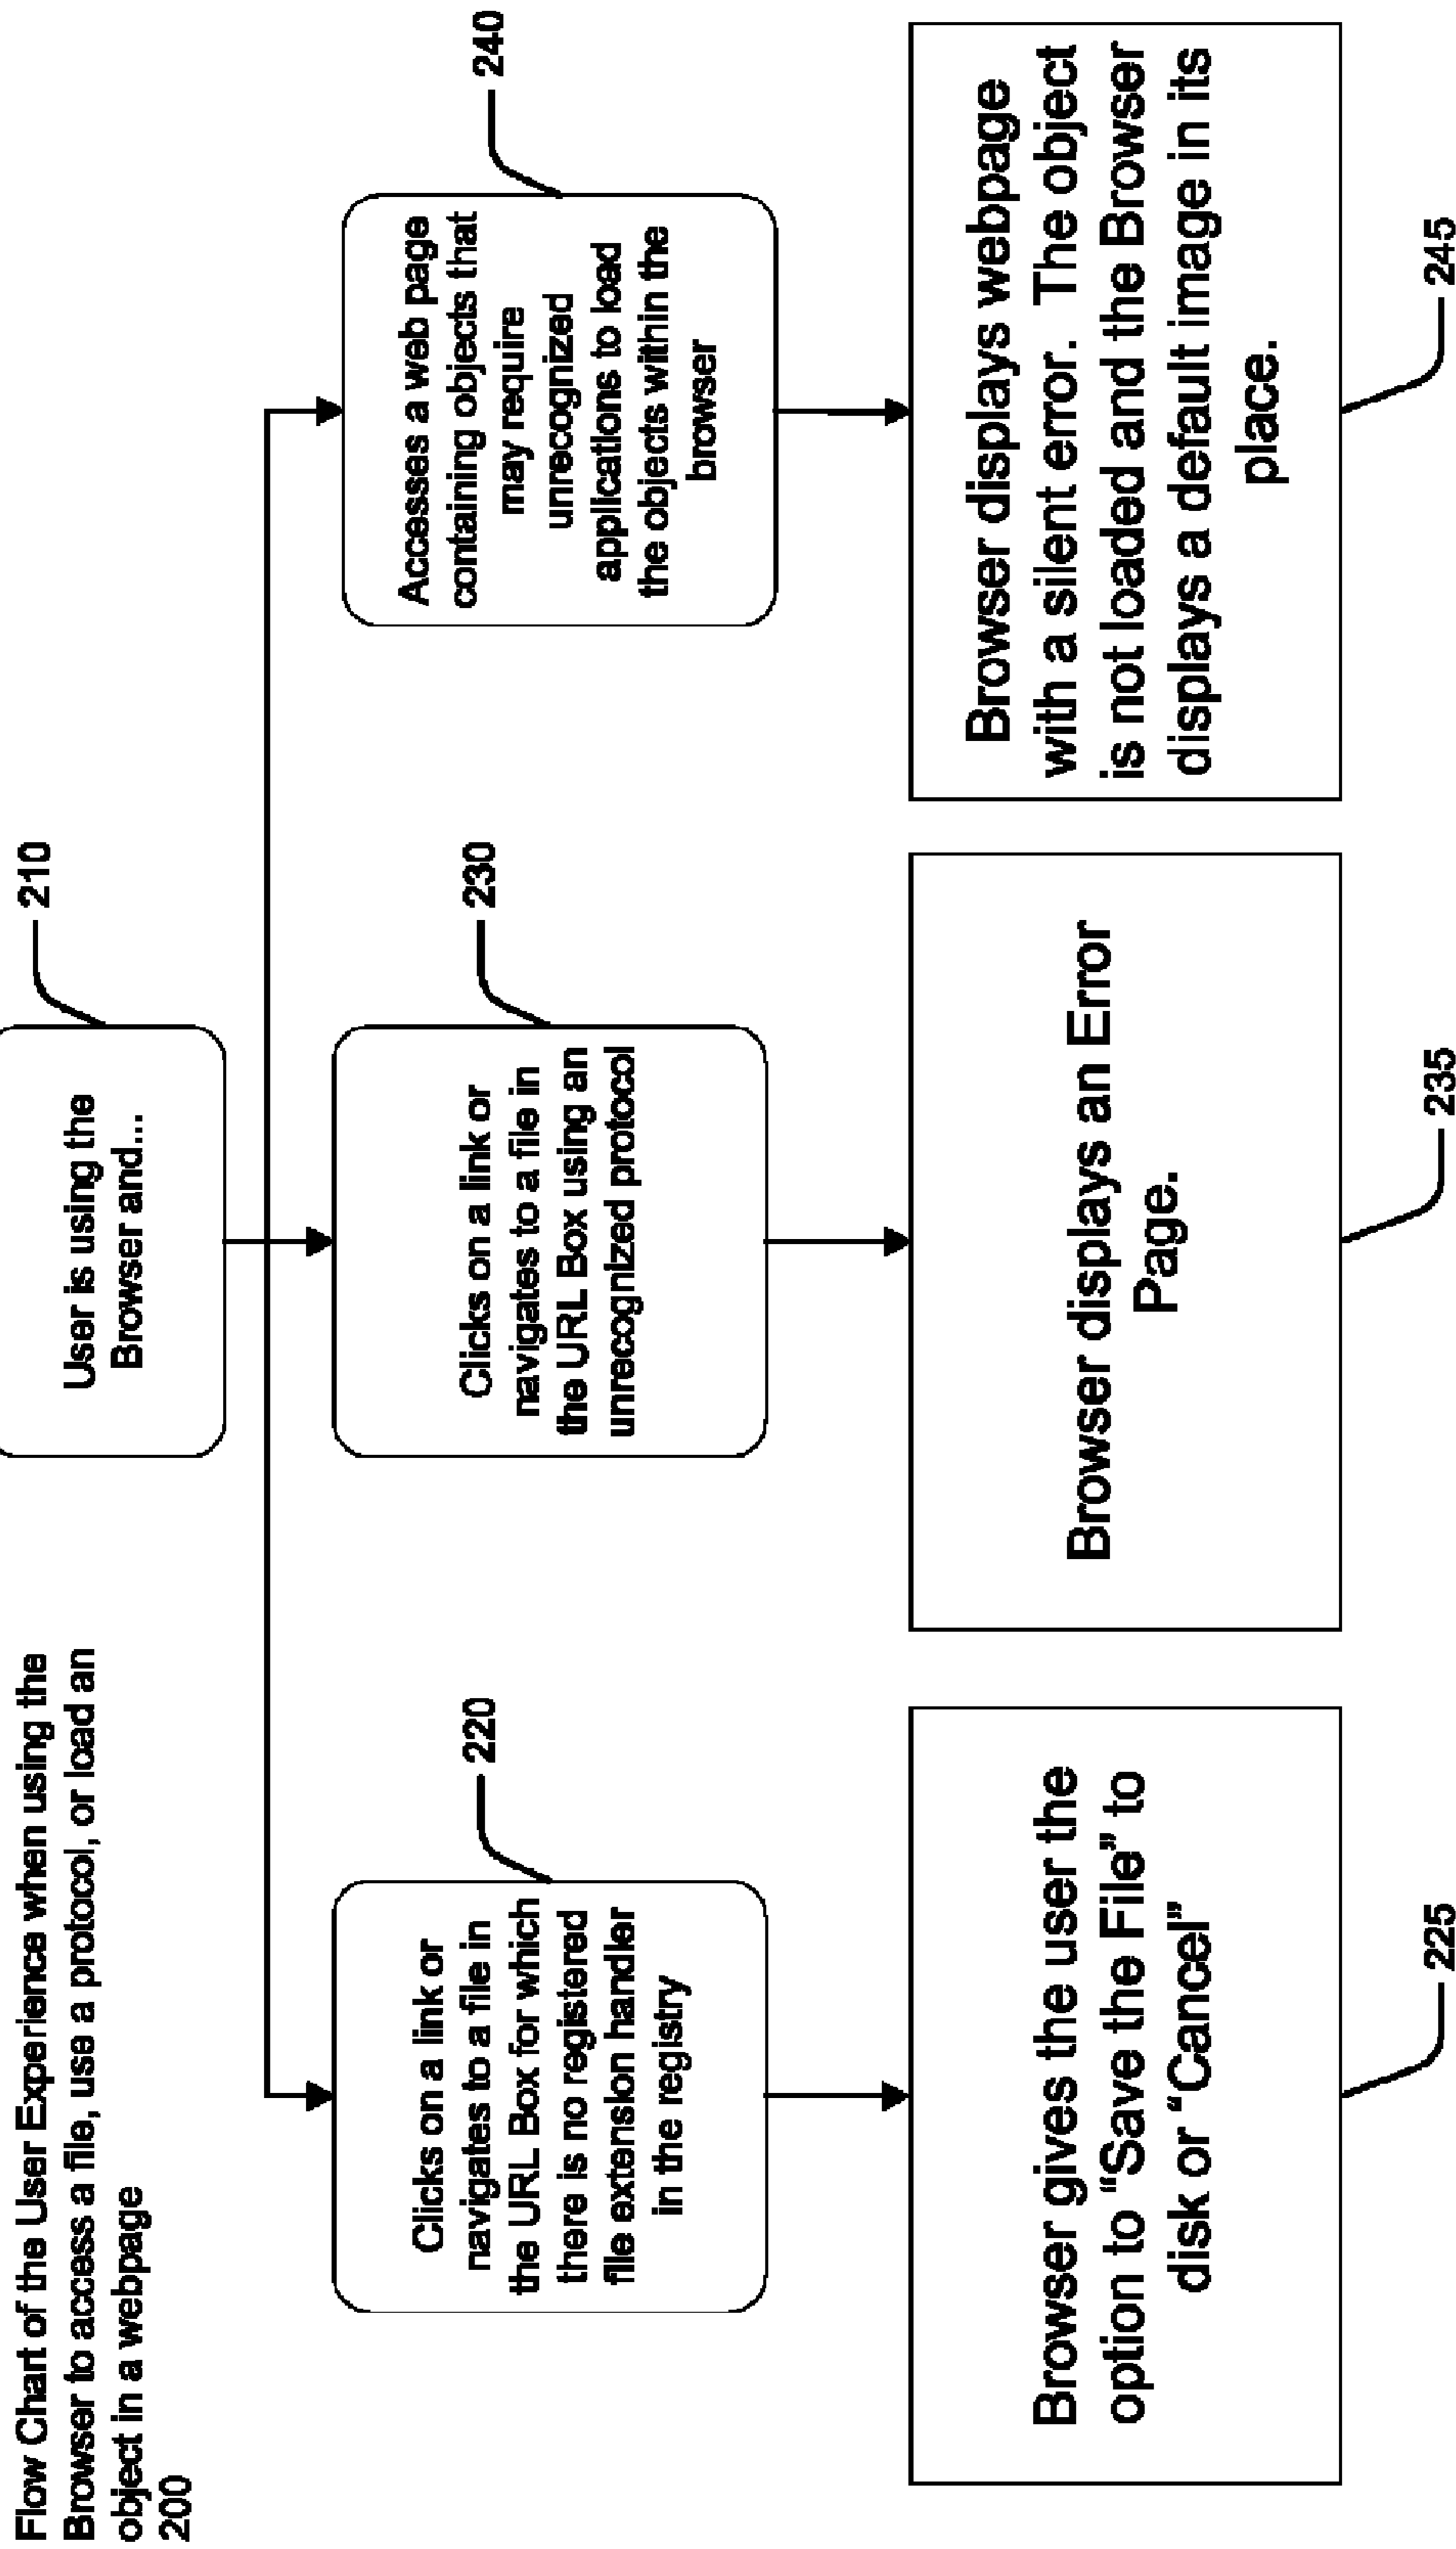 Flow Chart of the User Experience when using the
Browser to access a file, use a protocol, or load an
object in a webpage
200
User is using the
Browser and...
210
Clicks on a link or
navigates to a file in
the URL Box for which
there is no registered
file extension handler
in the registry
220
Clicks on a link or
navigates to a file in
the URL Box using an
unrecognized protocol
230
Accesses a web page
containing objects that
may require
unrecognized
applications to load
the objects within the
browser
240
Browser gives the user the
option to “Save the File” to
disk or “Cancel”
225
Browser displays an Error
Page.
235
Browser displays webpage
with a silent error. The object
is not loaded and the Browser
displays a default image in its
place.
245